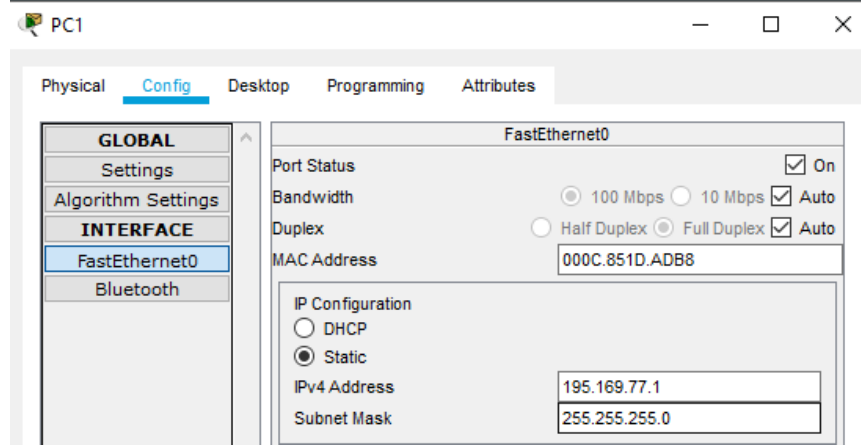 PC1
Physical Config Desktop Programming Attributes
GLOBAL
Settings
Algorithm Settings
INTERFACE
FastEthernet0
Bluetooth
FastEthernet0
Port Status On
Bandwidth 100 Mbps 10 Mbps Auto
Duplex Half Duplex Full Duplex Auto
MAC Address 000C.851D.ADB8
IP Configuration
DHCP
Static
IPv4 Address 195.169.77.1
Subnet Mask 255.255.255.0